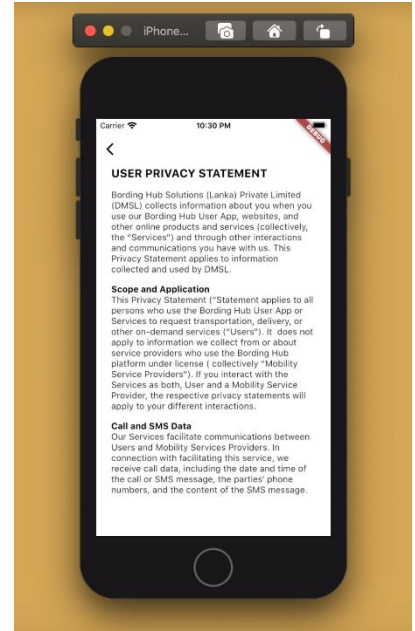 iPhone...
Carrier
10:30 PM
DEBUG
USER PRIVACY STATEMENT
Bording Hub Solutions (Lanka) Private Limited
(DMSL) collects information about you when you
use our Bording Hub User App, websites, and
other online products and services (collectively,
the “Services”) and through other interactions
and communications you have with us. This
Privacy Statement applies to information
collected and used by DMSL.
Scope and Application
This Privacy Statement (“Statement applies to all
persons who use the Bording Hub User App or
Services to request transportation, delivery, or
other on-demand services (“Users”). It does not
apply to information we collect from or about
service providers who use the Bording Hub
platform under license ( collectively “Mobility
Service Providers”). If you interact with the
Services as both, User and a Mobility Service
Provider, the respective privacy statements will
apply to your different interactions.
Call and SMS Data
Our Services facilitate communications between
Users and Mobility Services Providers. In
connection with facilitating this service, we
receive call data, including the date and time of
the call or SMS message, the parties’ phone
numbers, and the content of the SMS message.